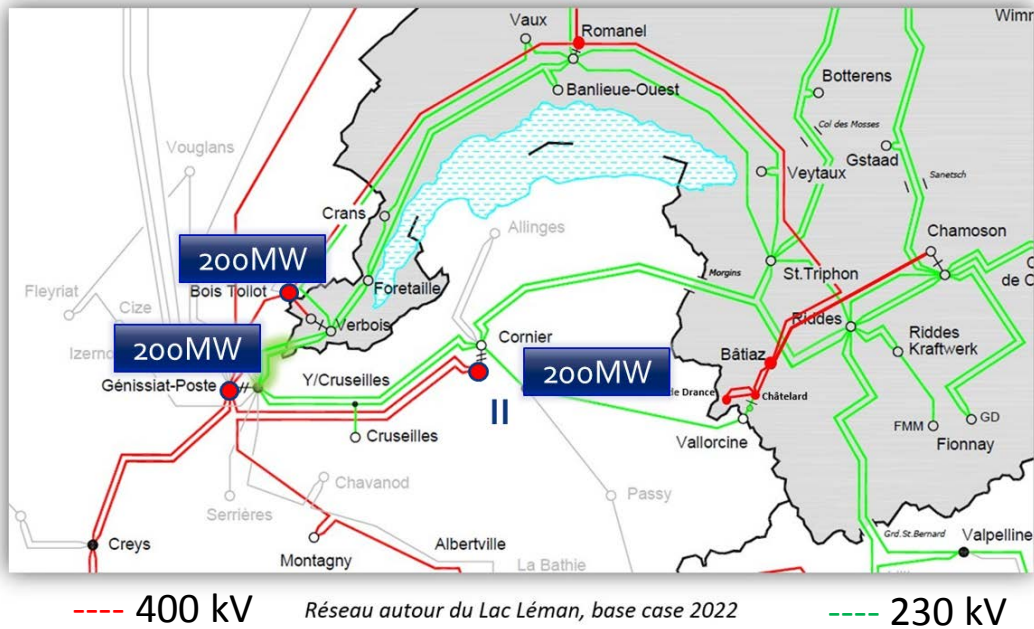 Vaux
Romanel
Wimm
Banlieue-Ouest
Botterens
Col des Mosses
Vouglans
Gstaad
Veytaux
Sanetsch
Crans
Allinges
Chamoson
200MW
Morgins
St.Triphon
de C
Fleyriat
Bois Tollot
Foretaille
Cize
Verbois
Riddes
200MW
Cornier
Izerno
Riddes
Kraftwerk
Bâtiaz
Génissiat-Poste
Y/Cruseilles
200MW
le Drance
Châtelard
II
Cruseilles
Vallorcine
FMM
GD
Fionnay
Chavanod
Passy
Serrières
Grd.St.Bernard
Creys
Montagny
Albertville
Valpelline
La Bathie
---- 400 kV
Réseau autour du Lac Léman, base case 2022
---- 230 kV